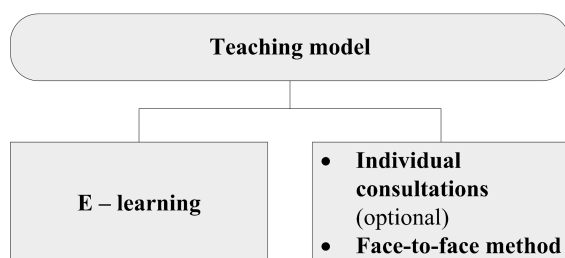 Teaching model
E – learning
• Individual
consultations
(optional)
• Face-to-face method